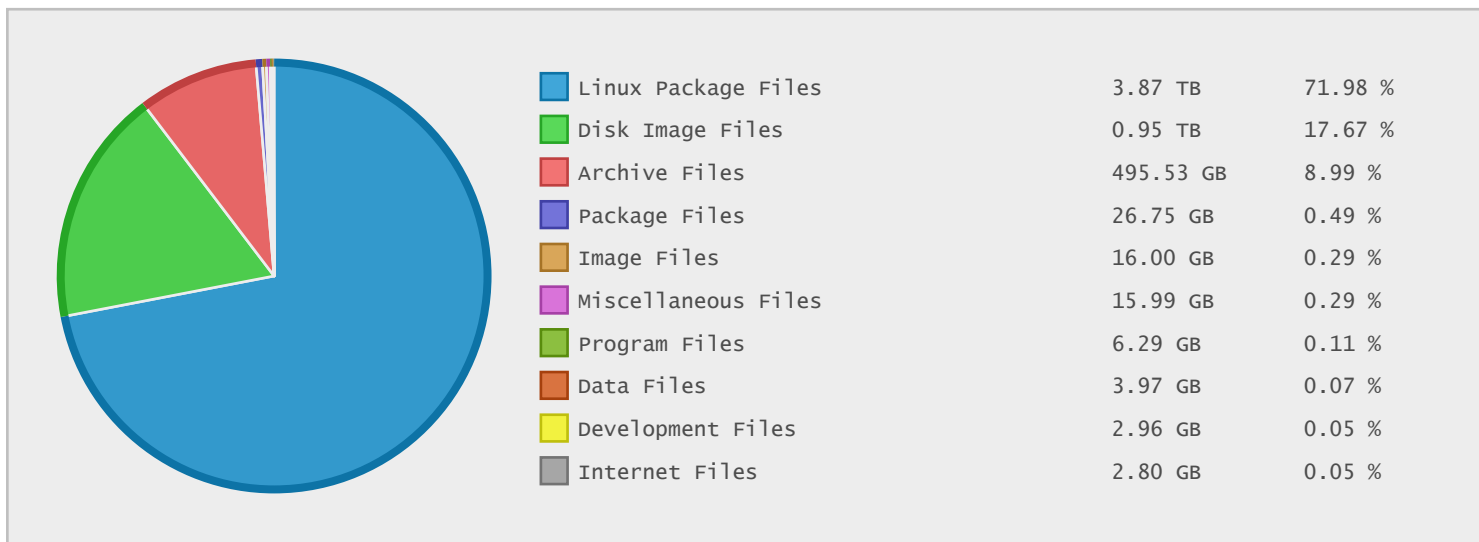 Linux Package Files 3.87 TB 71.98 %
Disk Image Files 0.95 TB 17.67 %
Archive Files 495.53 GB 8.99 %
Package Files 26.75 GB 0.49 %
Image Files 16.00 GB 0.29 %
Miscellaneous Files 15.99 GB 0.29 %
Program Files 6.29 GB 0.11 %
Data Files 3.97 GB 0.07 %
Development Files 2.96 GB 0.05 %
Internet Files 2.80 GB 0.05 %